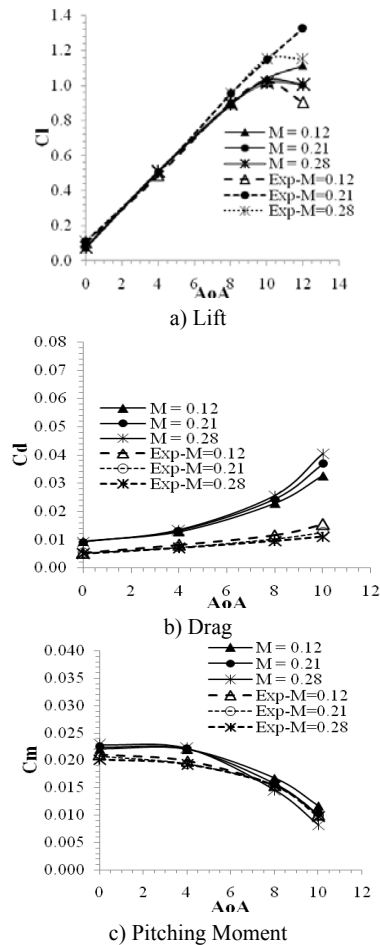 1.4
1.2
1.0
0.8
0.6
0.4
0.2
0.0
Cl
M = 0.12
M = 0.21
M = 0.28
Exp-M=0.12
Exp-M=0.21
Exp-M=0.28
0 2 4 6 8 10 12 14
AoA
a) Lift
0.08
0.07
0.06
0.05
0.04
0.03
0.02
0.01
0.00
Cd
M = 0.12
M = 0.21
M = 0.28
Exp-M=0.12
Exp-M=0.21
Exp-M=0.28
0 2 4 6 8 10 12
AoA
b) Drag
0.040
0.035
0.030
0.025
0.020
0.015
0.010
0.005
0.000
Cm
M = 0.12
M = 0.21
M = 0.28
Exp-M=0.12
Exp-M=0.21
Exp-M=0.28
0 2 4 6 8 10 12
AoA
c) Pitching Moment